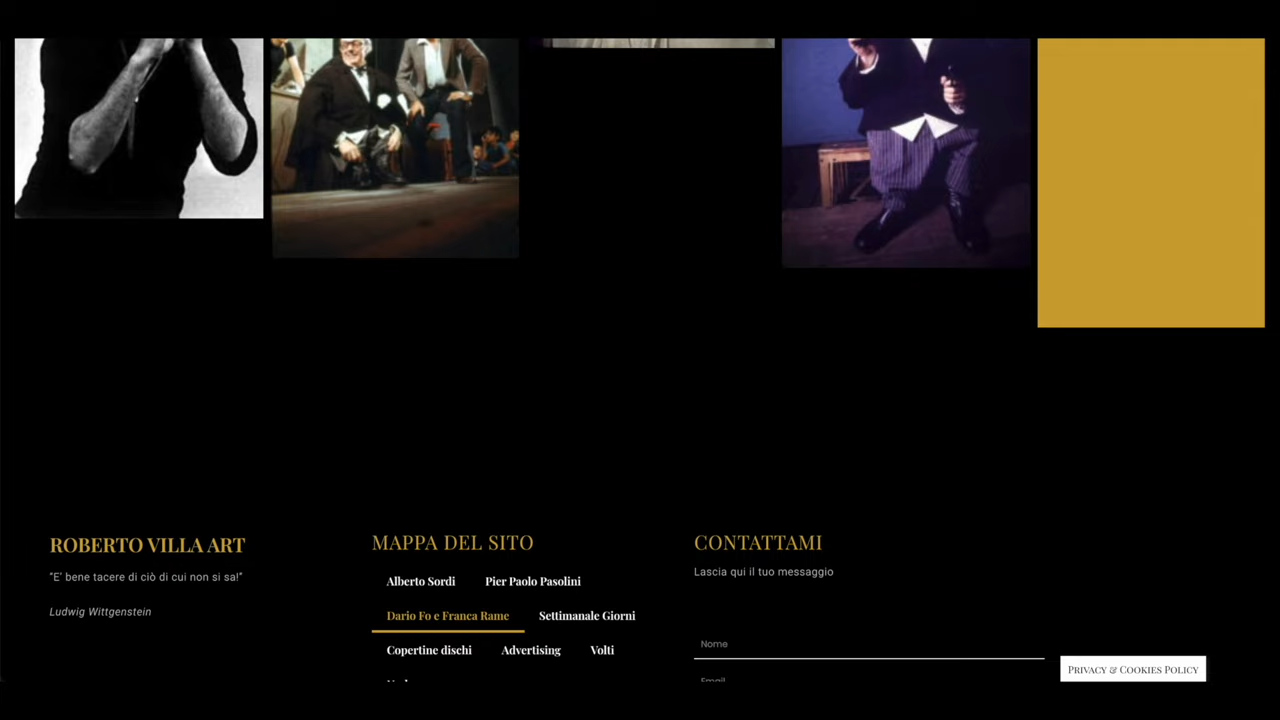 ROBERTO VILLA ART
"E' bene tacere di ciò di cui non si sa!"
Ludwig Wittgenstein
MAPPA DEL SITO
Alberto Sordi
Pier Paolo Pasolini
Dario Fo e Franca Rame
Settimanale Giorni
Copertine dischi
Advertising
Volti
CONTATTAMI
Lascia qui il tuo messaggio
Nome
Email
Privacy & Cookies Policy